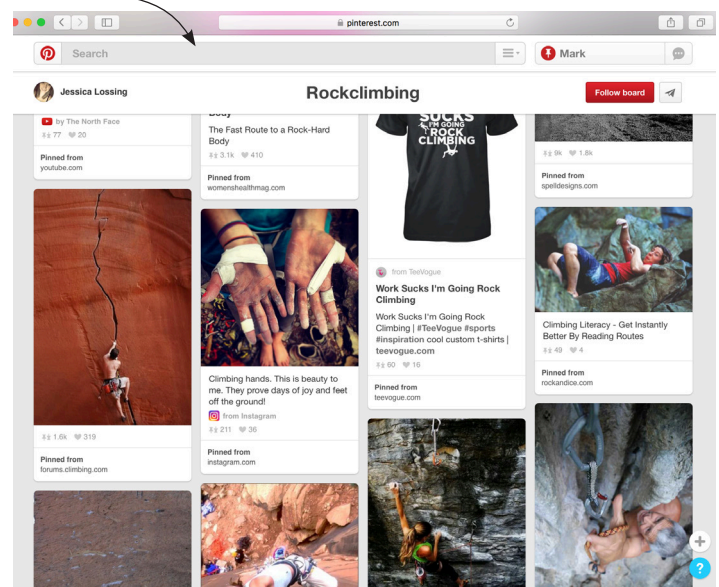 pinterest.com
Search
Mark
Jessica Lossing
Rockclimbing
Follow board
by The North Face
77 20
Pinned from
youtube.com
1.6k 319
Pinned from
forums.climbing.com
Body
The Fast Route to a Rock-Hard
Body
3.1k 410
Pinned from
womenshealthmag.com
Climbing hands. This is beauty to
me. They prove days of joy and feet
off the ground!
from Instagram
211 36
Pinned from
instagram.com
SUCKS
I'M GOING
ROCK
CLIMBING
from TeeVogue
Work Sucks I'm Going Rock
Climbing
Work Sucks I'm Going Rock
Climbing | #TeeVogue #sports
#inspiration cool custom t-shirts |
teevogue.com
60 16
Pinned from
teevogue.com
9k 1.8k
Pinned from
spelldesigns.com
Climbing Literacy - Get Instantly
Better By Reading Routes
49 4
Pinned from
rockandice.com
+
?